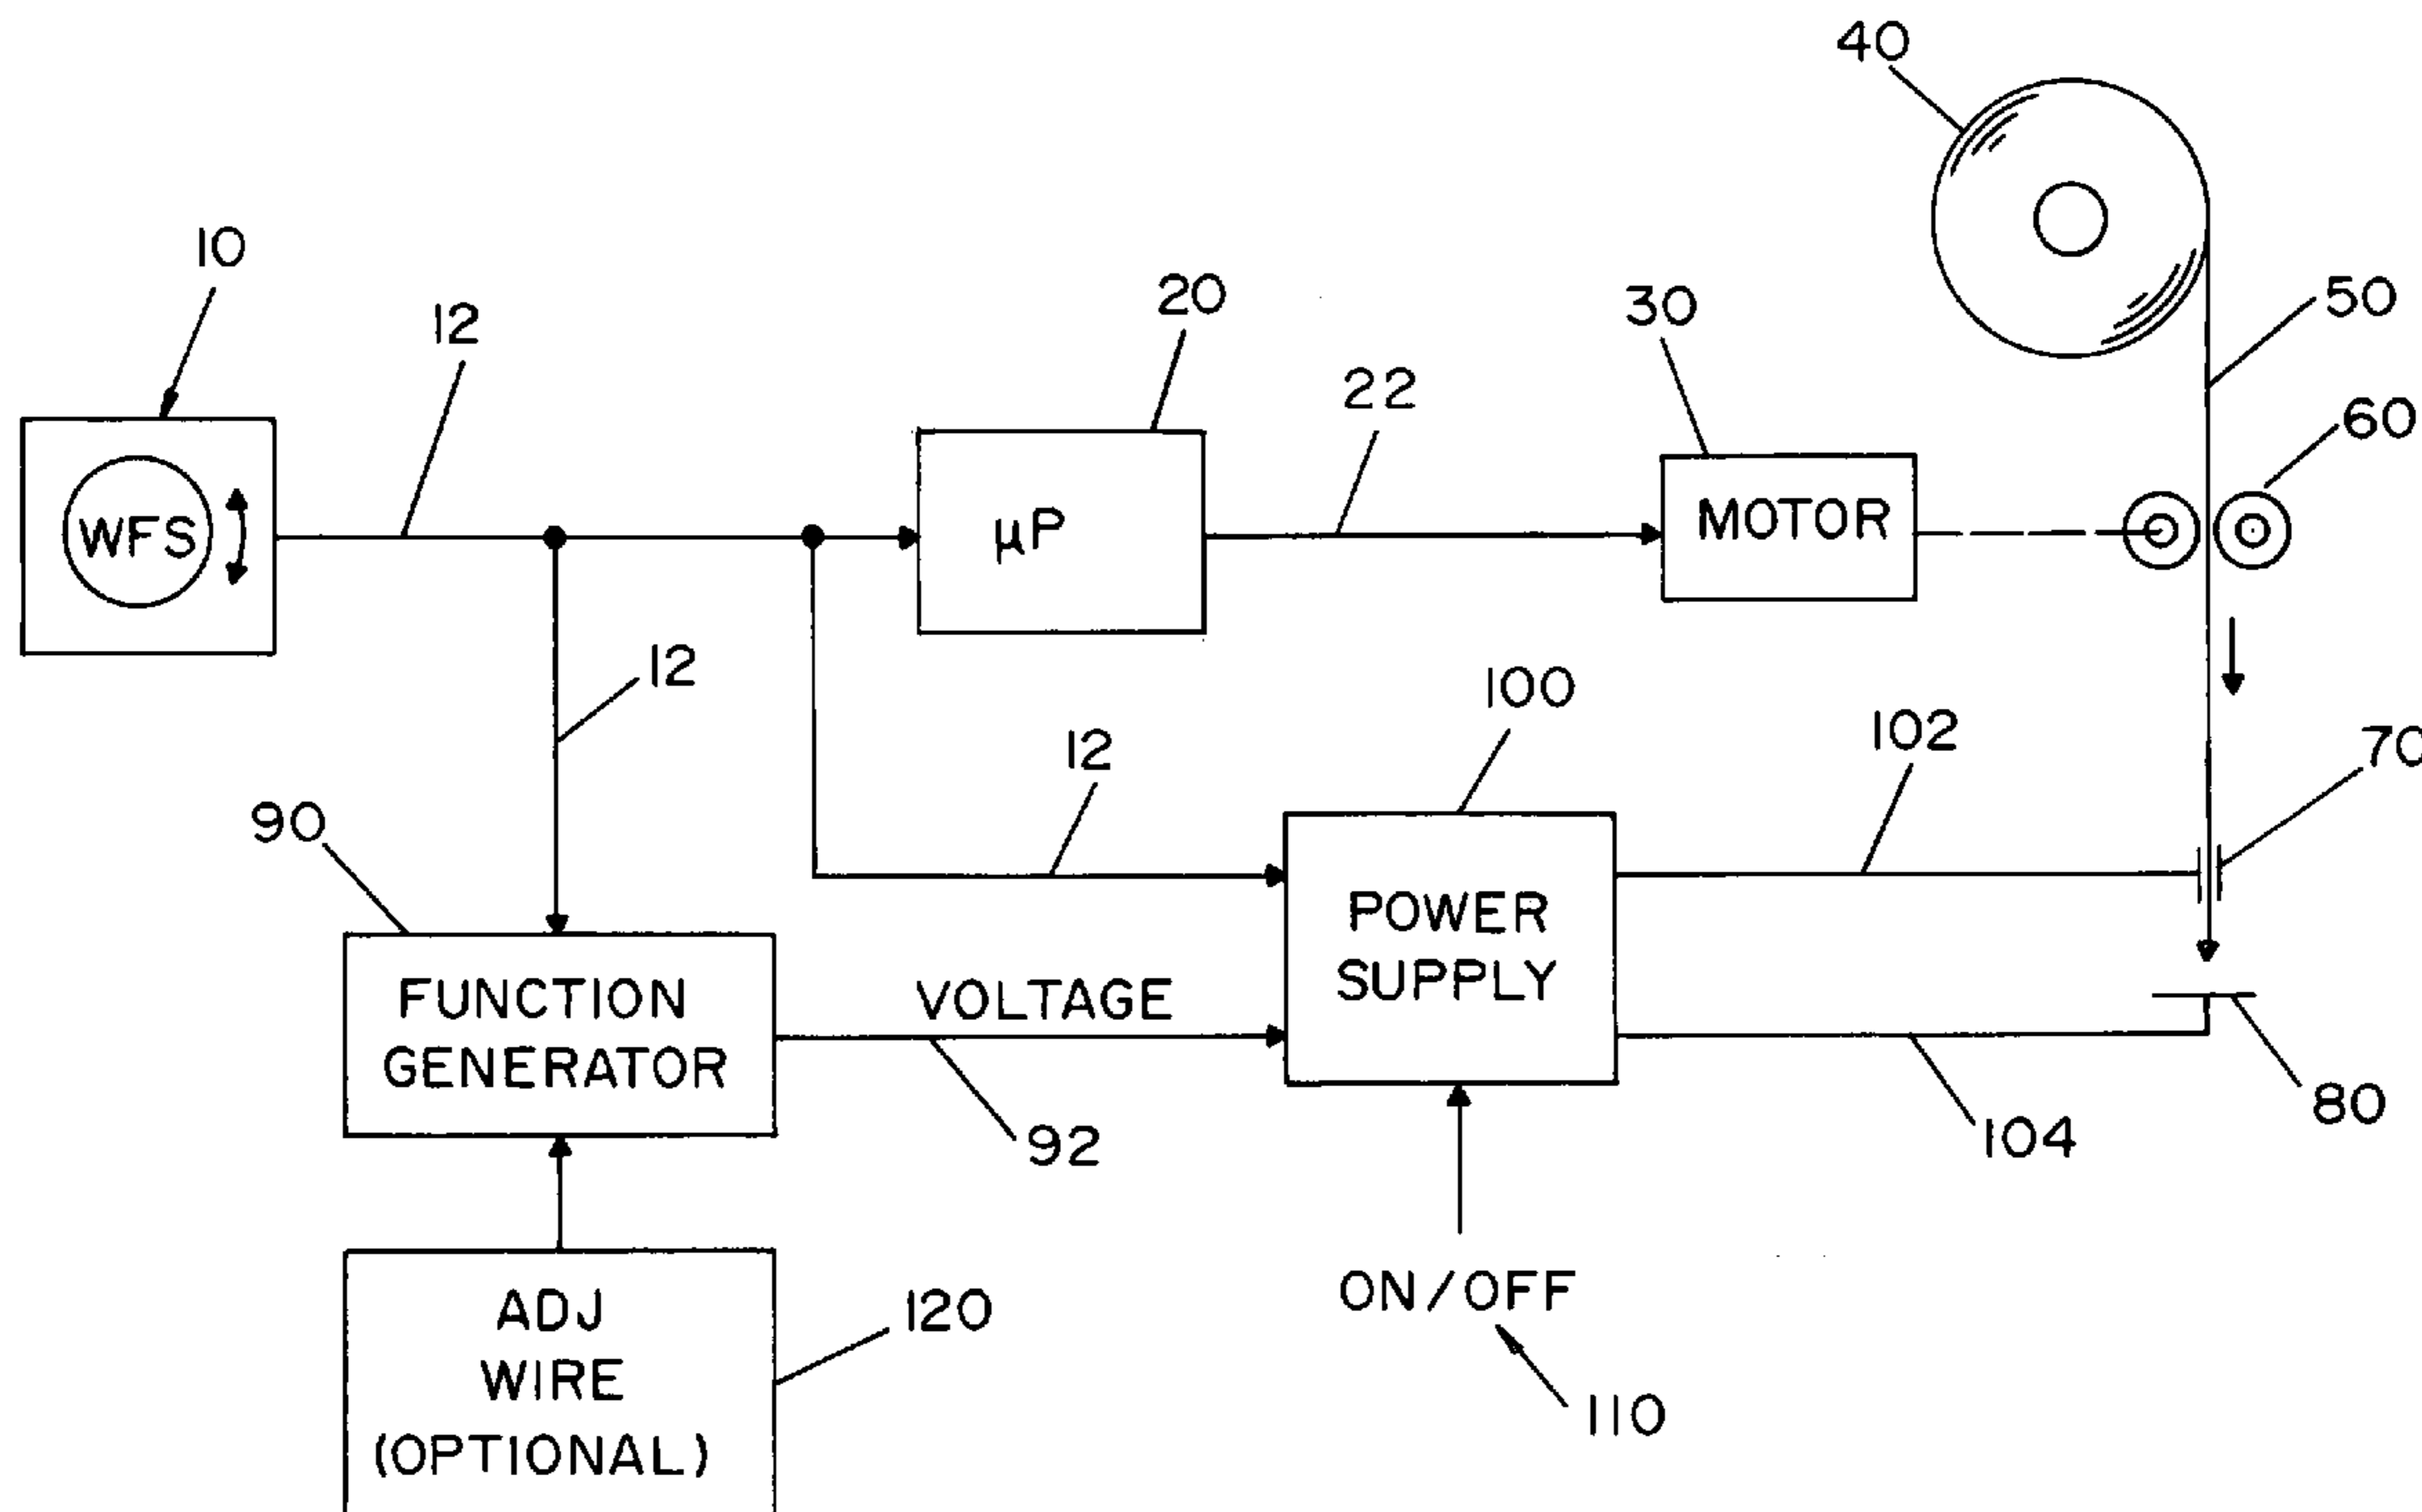 40
10
12
20
30
50
22
60
WFS
µP
MOTOR
12
100
12
102
70
90
POWER
SUPPLY
FUNCTION
GENERATOR
VOLTAGE
92
104
80
ADJ
WIRE
(OPTIONAL)
120
ON/OFF
110